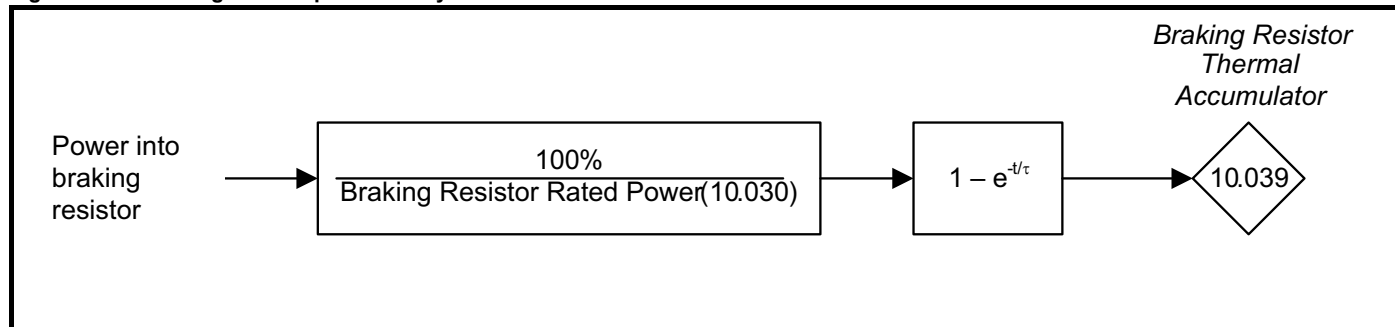 Braking Resistor
Thermal
Accumulator
Power into
braking
resistor
100%
Braking Resistor Rated Power(10.030)
1 – e-t/τ
10.039